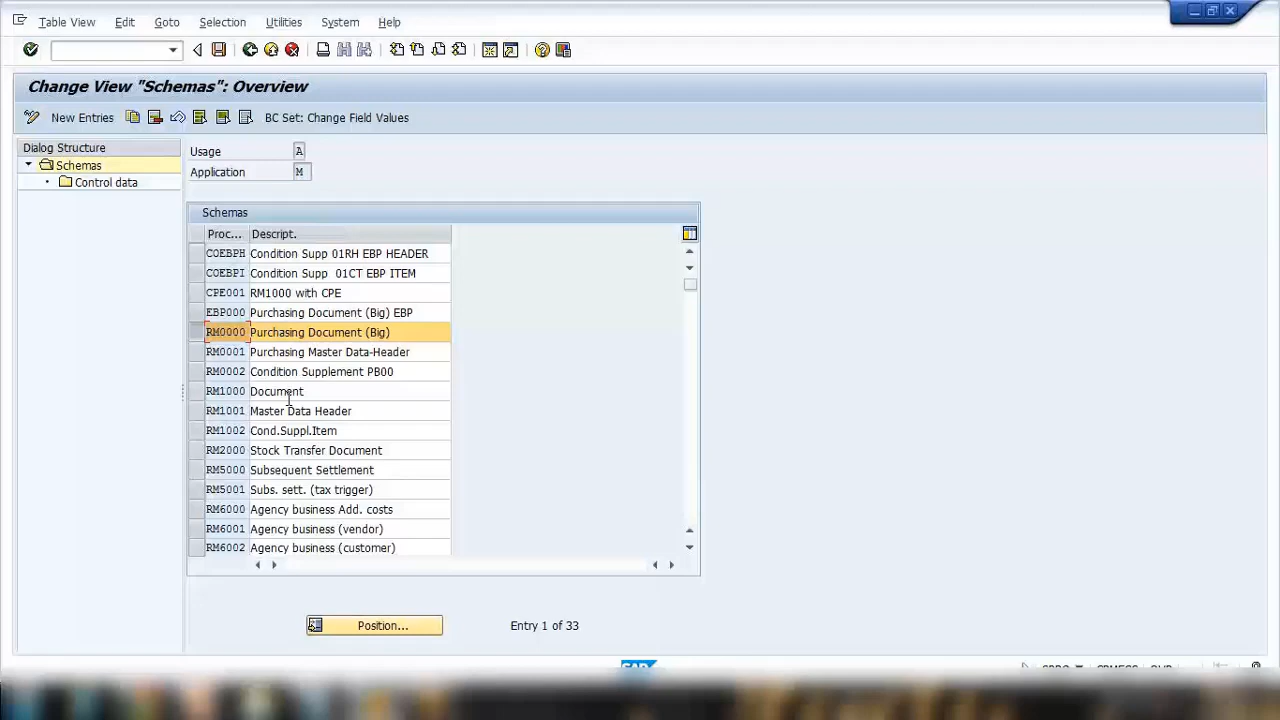 Table View Edit Goto Selection Utilities System Help
Change View "Schemas": Overview
New Entries BC Set: Change Field Values
Dialog Structure
Schemas
Control data
Usage A
Application M
Schemas
Proc... Descript.
COEBPH Condition Supp 01RH EBP HEADER
COEBPI Condition Supp 01CT EBP ITEM
CPE001 RM1000 with CPE
EBP000 Purchasing Document (Big) EBP
RM0000 Purchasing Document (Big)
RM0001 Purchasing Master Data-Header
RM0002 Condition Supplement PB00
RM1000 Document
RM1001 Master Data Header
RM1002 Cond.Suppl.Item
RM2000 Stock Transfer Document
RM5000 Subsequent Settlement
RM5001 Subs. sett. (tax trigger)
RM6000 Agency business Add. costs
RM6001 Agency business (vendor)
RM6002 Agency business (customer)
Position... Entry 1 of 33
SAP